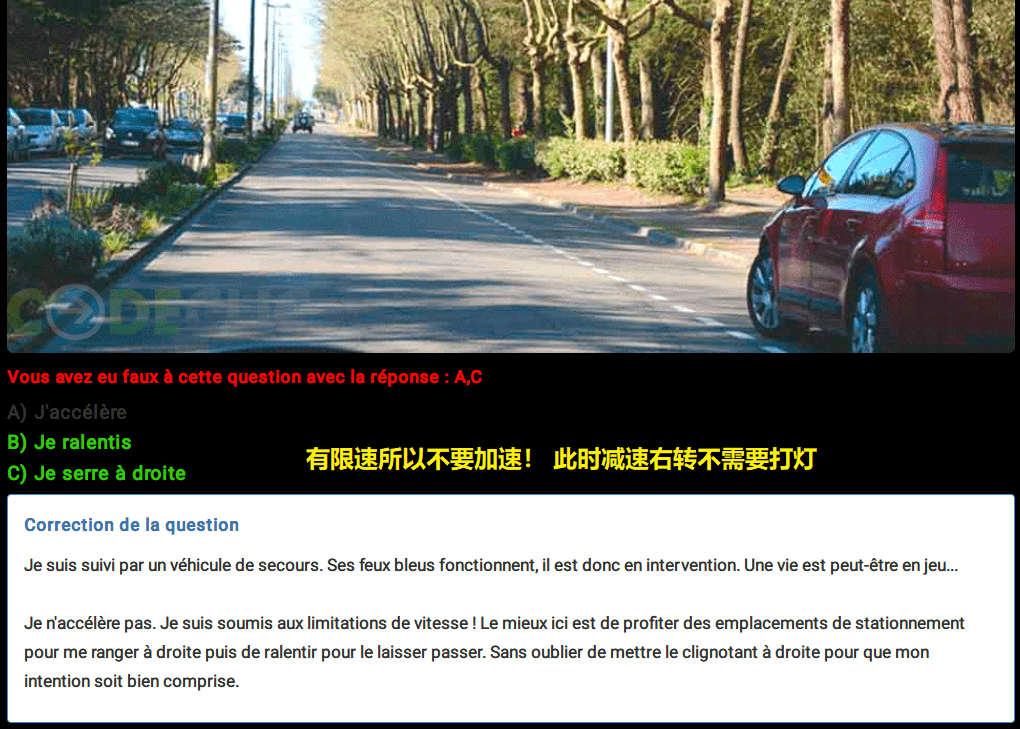 Vous avez eu faux à cette question avec la réponse : A,C
A) J'accélère
B) Je ralentis
C) Je serre à droite
有限速所以不要加速！ 此时减速右转不需要打灯
Correction de la question
Je suis suivi par un véhicule de secours. Ses feux bleus fonctionnent, il est donc en intervention. Une vie est peut-être en jeu...
Je n'accélère pas. Je suis soumis aux limitations de vitesse ! Le mieux ici est de profiter des emplacements de stationnement
pour me ranger à droite puis de ralentir pour le laisser passer. Sans oublier de mettre le clignotant à droite pour que mon
intention soit bien comprise.